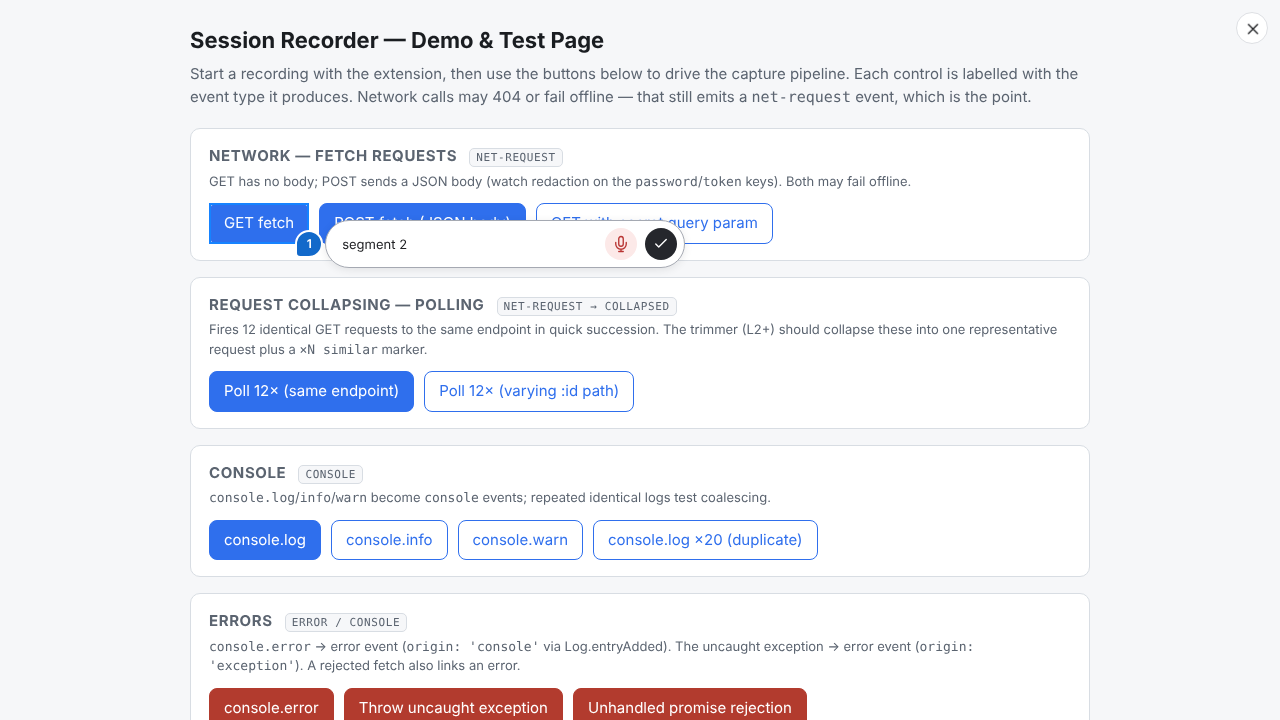 Session Recorder — Demo & Test Page
Start a recording with the extension, then use the buttons below to drive the capture pipeline. Each control is labelled with the
event type it produces. Network calls may 404 or fail offline — that still emits a net-request event, which is the point.
NETWORK — FETCH REQUESTS NET-REQUEST
GET has no body; POST sends a JSON body (watch redaction on the password/token keys). Both may fail offline.
GET fetch POST fetch (JSON body) GET with secret query param
1 segment 2
REQUEST COLLAPSING — POLLING NET-REQUEST → COLLAPSED
Fires 12 identical GET requests to the same endpoint in quick succession. The trimmer (L2+) should collapse these into one representative
request plus a ×N similar marker.
Poll 12× (same endpoint) Poll 12× (varying :id path)
CONSOLE CONSOLE
console.log/info/warn become console events; repeated identical logs test coalescing.
console.log console.info console.warn console.log ×20 (duplicate)
ERRORS ERROR / CONSOLE
console.error → error event (origin: 'console' via Log.entryAdded). The uncaught exception → error event (origin:
'exception'). A rejected fetch also links an error.
console.error Throw uncaught exception Unhandled promise rejection